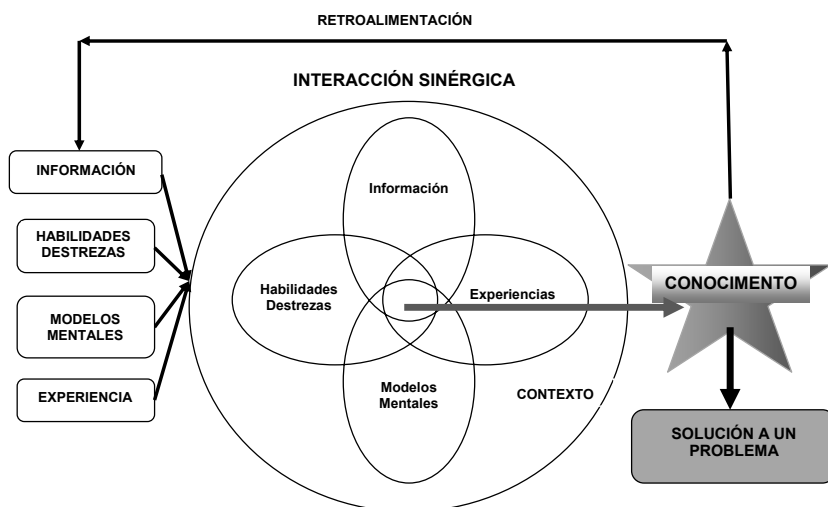 RETROALIMENTACIÓN
INTERACCIÓN SINÉRGICA
INFORMACIÓN
HABILIDADES
DESTREZAS
MODELOS
MENTALES
EXPERIENCIA
Información
Habilidades
Destrezas
Experiencias
Modelos
Mentales
CONTEXTO
CONOCIMENTO
SOLUCIÓN A UN
PROBLEMA